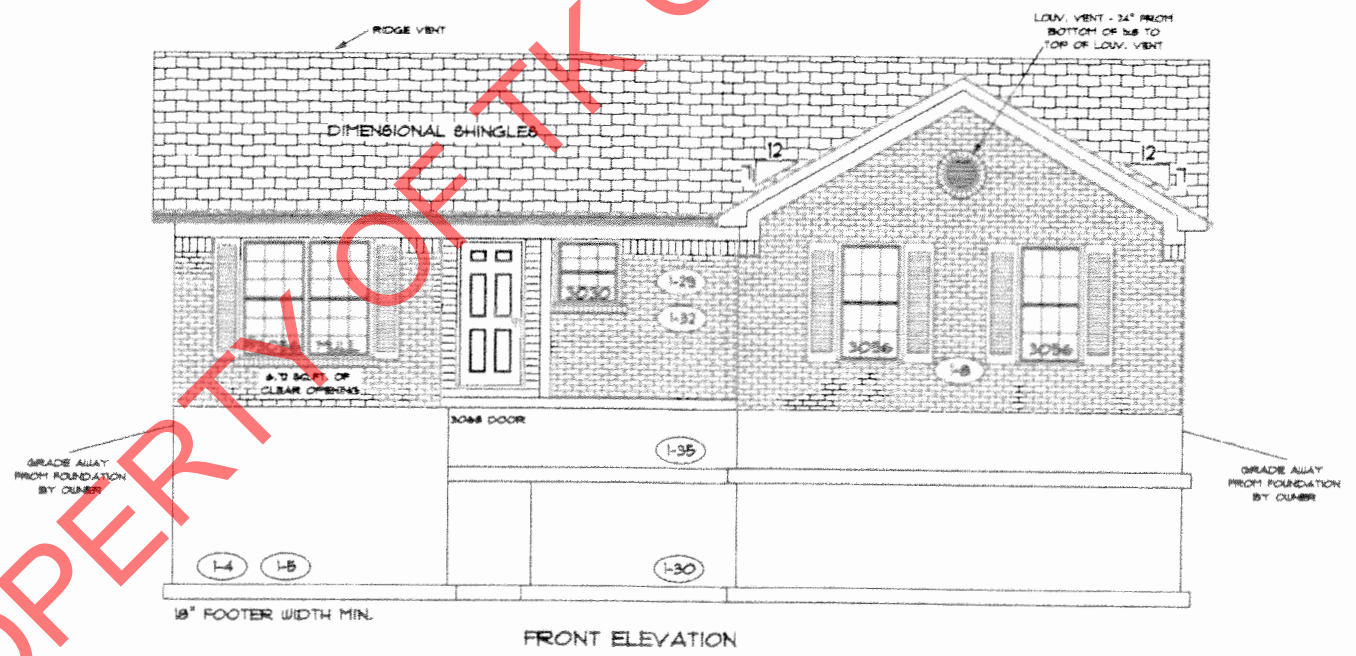 RIDGE VENT
LOUV. VENT - 24" FROM
BOTTOM OF TO
TOP OF LOUV. VENT
DIMENSIONAL SHINGLES
12
12
7
7
3030
1-29
1-32
MULL
3056
3056
1-8
SQ.FT. OF
CLEAR OPENING
3068 DOOR
1-35
GRADE AWAY
FROM FOUNDATION
BY OWNER
GRADE AWAY
FROM FOUNDATION
BY OWNER
1-4
1-5
1-30
18" FOOTER WIDTH MIN.
FRONT ELEVATION
OPERTY OF TK